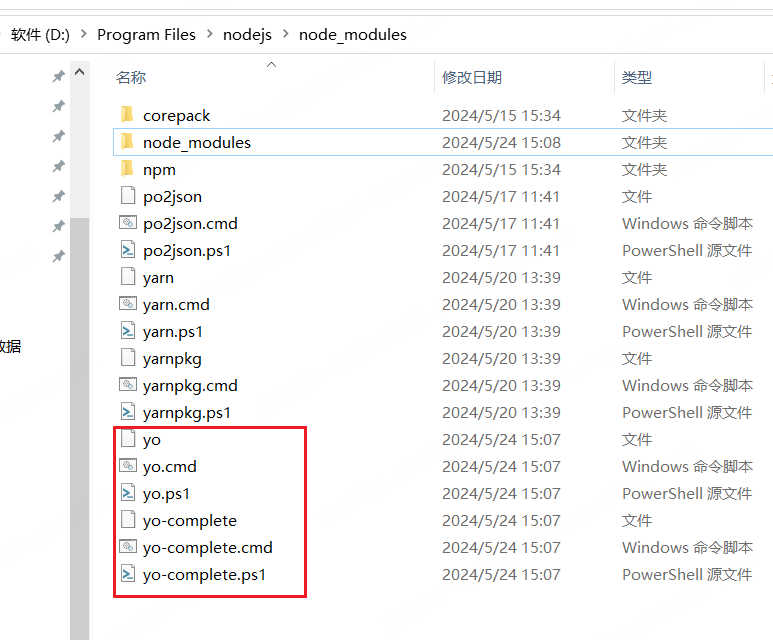 软件 (D:) > Program Files > nodejs > node_modules
名称 修改日期 类型
corepack 2024/5/15 15:34 文件夹
node_modules 2024/5/24 15:08 文件夹
npm 2024/5/15 15:34 文件夹
po2json 2024/5/17 11:41 文件
po2json.cmd 2024/5/17 11:41 Windows 命令脚本
po2json.ps1 2024/5/17 11:41 PowerShell 源文件
yarn 2024/5/20 13:39 文件
yarn.cmd 2024/5/20 13:39 Windows 命令脚本
yarn.ps1 2024/5/20 13:39 PowerShell 源文件
数据
yarnpkg 2024/5/20 13:39 文件
yarnpkg.cmd 2024/5/20 13:39 Windows 命令脚本
yarnpkg.ps1 2024/5/20 13:39 PowerShell 源文件
yo 2024/5/24 15:07 文件
yo.cmd 2024/5/24 15:07 Windows 命令脚本
yo.ps1 2024/5/24 15:07 PowerShell 源文件
yo-complete 2024/5/24 15:07 文件
yo-complete.cmd 2024/5/24 15:07 Windows 命令脚本
yo-complete.ps1 2024/5/24 15:07 PowerShell 源文件